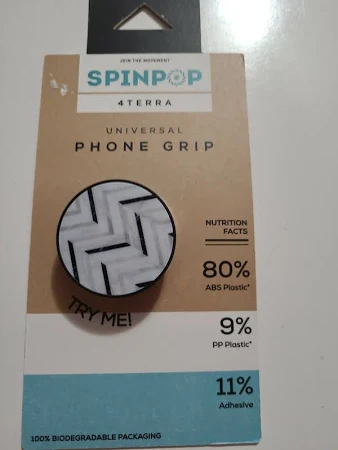 JOIN THE MOVEMENT
SPINPOP
4TERRA
UNIVERSAL
PHONE GRIP
NUTRITION
FACTS
80%
ABS Plastic*
TRY ME!
9%
PP Plastic*
11%
Adhesive
100% BIODEGRADABLE PACKAGING